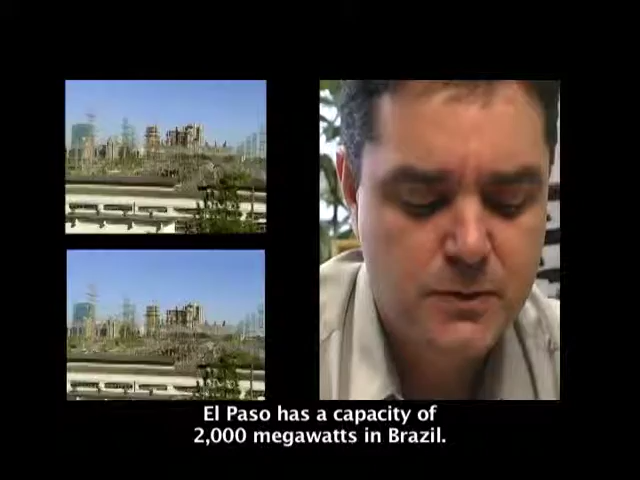 El Paso has a capacity of
2,000 megawatts in Brazil.